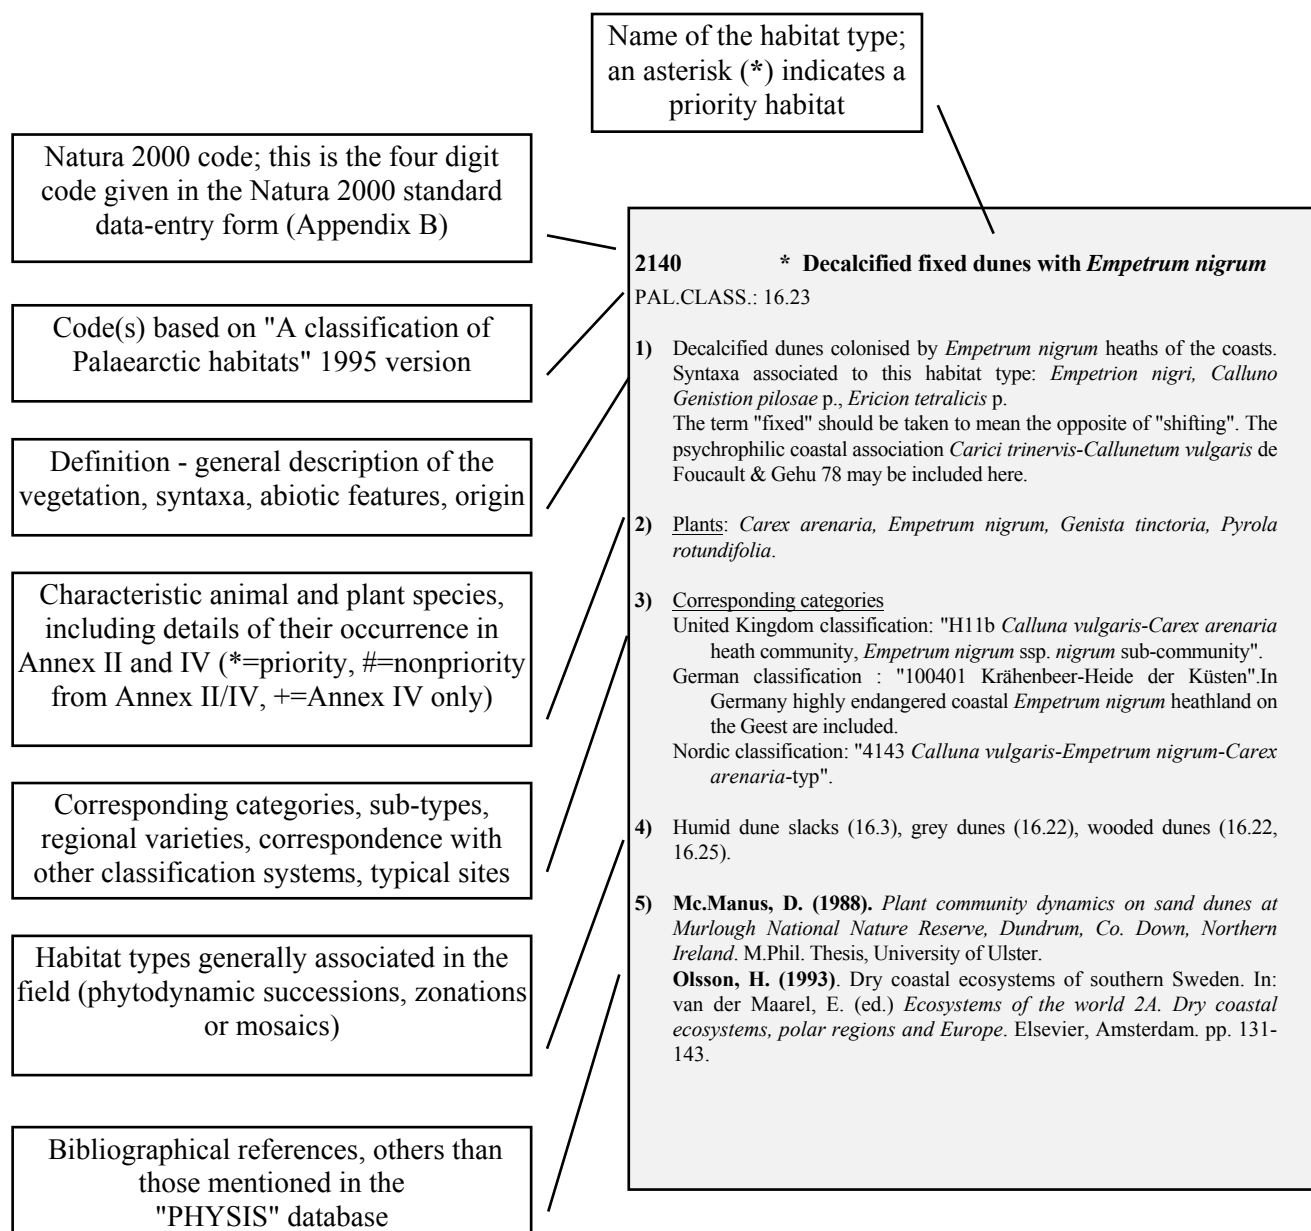 Name of the habitat type;
an asterisk (*) indicates a
priority habitat
Natura 2000 code; this is the four digit
code given in the Natura 2000 standard
data-entry form (Appendix B)
Code(s) based on "A classification of
Palaearctic habitats" 1995 version
Definition - general description of the
vegetation, syntaxa, abiotic features, origin
Characteristic animal and plant species,
including details of their occurrence in
Annex II and IV (*=priority, #=nonpriority
from Annex II/IV, +=Annex IV only)
Corresponding categories, sub-types,
regional varieties, correspondence with
other classification systems, typical sites
Habitat types generally associated in the
field (phytodynamic successions, zonations
or mosaics)
Bibliographical references, others than
those mentioned in the
"PHYSIS" database
2140 * Decalcified fixed dunes with Empetrum nigrum
PAL.CLASS.: 16.23
1) Decalcified dunes colonised by Empetrum nigrum heaths of the coasts.
Syntaxa associated to this habitat type: Empetrion nigri, Calluno
Genistion pilosae p., Ericion tetralicis p.
The term "fixed" should be taken to mean the opposite of "shifting". The
psychrophilic coastal association Carici trinervis-Callunetum vulgaris de
Foucault & Gehu 78 may be included here.
2) Plants: Carex arenaria, Empetrum nigrum, Genista tinctoria, Pyrola
rotundifolia.
3) Corresponding categories
United Kingdom classification: "H11b Calluna vulgaris-Carex arenaria
heath community, Empetrum nigrum ssp. nigrum sub-community".
German classification : "100401 Krähenbeer-Heide der Küsten".In
Germany highly endangered coastal Empetrum nigrum heathland on
the Geest are included.
Nordic classification: "4143 Calluna vulgaris-Empetrum nigrum-Carex
arenaria-typ".
4) Humid dune slacks (16.3), grey dunes (16.22), wooded dunes (16.22,
16.25).
5) Mc.Manus, D. (1988). Plant community dynamics on sand dunes at
Murlough National Nature Reserve, Dundrum, Co. Down, Northern
Ireland. M.Phil. Thesis, University of Ulster.
Olsson, H. (1993). Dry coastal ecosystems of southern Sweden. In:
van der Maarel, E. (ed.) Ecosystems of the world 2A. Dry coastal
ecosystems, polar regions and Europe. Elsevier, Amsterdam. pp. 131-
143.